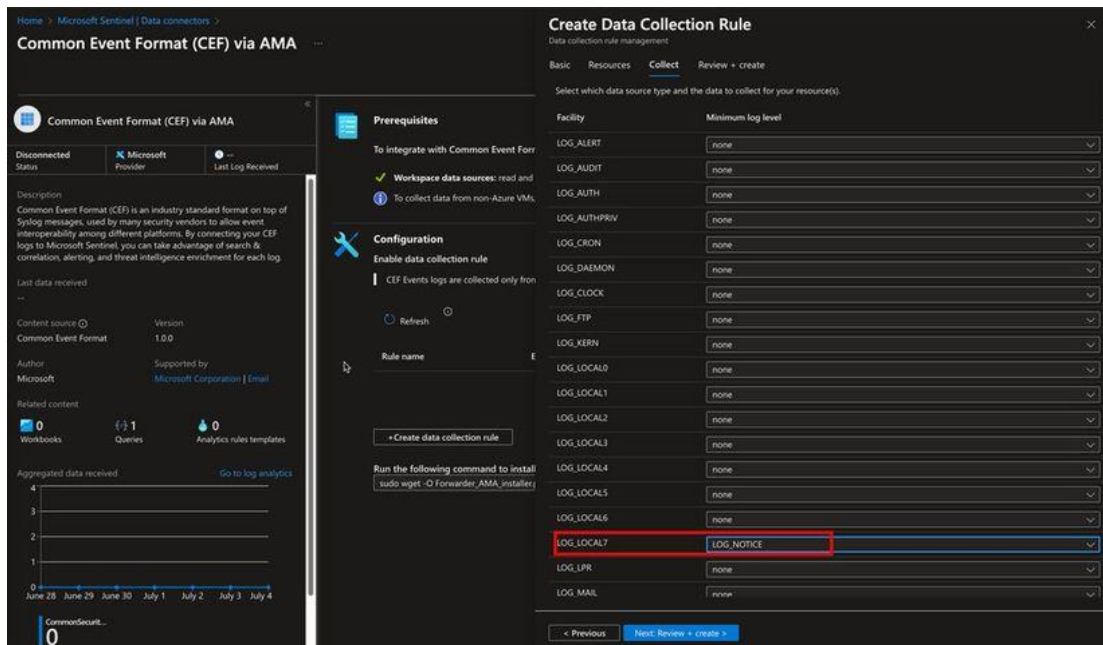 Home > Microsoft Sentinel | Data connectors >
Common Event Format (CEF) via AMA ...
Common Event Format (CEF) via AMA
Disconnected
Status
Microsoft
Provider
--
Last Log Received
Description
Common Event Format (CEF) is an industry standard format on top of
Syslog messages, used by many security vendors to allow event
interoperability among different platforms. By connecting your CEF
logs to Microsoft Sentinel, you can take advantage of search &
correlation, alerting, and threat intelligence enrichment for each log.
Last data received
--
Content source
Common Event Format
Version
1.0.0
Author
Microsoft
Supported by
Microsoft Corporation | Email
Related content
0
Workbooks
1
Queries
0
Analytics rules templates
Aggregated data received
Go to log analytics
4
3
2
1
0
June 28 June 29 June 30 July 1 July 2 July 3 July 4
CommonSecurit...
0
Prerequisites
To integrate with Common Event Forr
Workspace data sources: read and
To collect data from non-Azure VMs,
Configuration
Enable data collection rule
CEF Events logs are collected only fron
Refresh
Rule name
E
+Create data collection rule
Run the following command to install
sudo wget -O Forwarder_AMA_installer.p
Create Data Collection Rule
Data collection rule management
Basic Resources Collect Review + create
Select which data source type and the data to collect for your resource(s).
Facility Minimum log level
LOG_ALERT none
LOG_AUDIT none
LOG_AUTH none
LOG_AUTHPRIV none
LOG_CRON none
LOG_DAEMON none
LOG_CLOCK none
LOG_FTP none
LOG_KERN none
LOG_LOCAL0 none
LOG_LOCAL1 none
LOG_LOCAL2 none
LOG_LOCAL3 none
LOG_LOCAL4 none
LOG_LOCAL5 none
LOG_LOCAL6 none
LOG_LOCAL7 LOG_NOTICE
LOG_LPR none
LOG_MAIL none
< Previous
Next: Review + create >